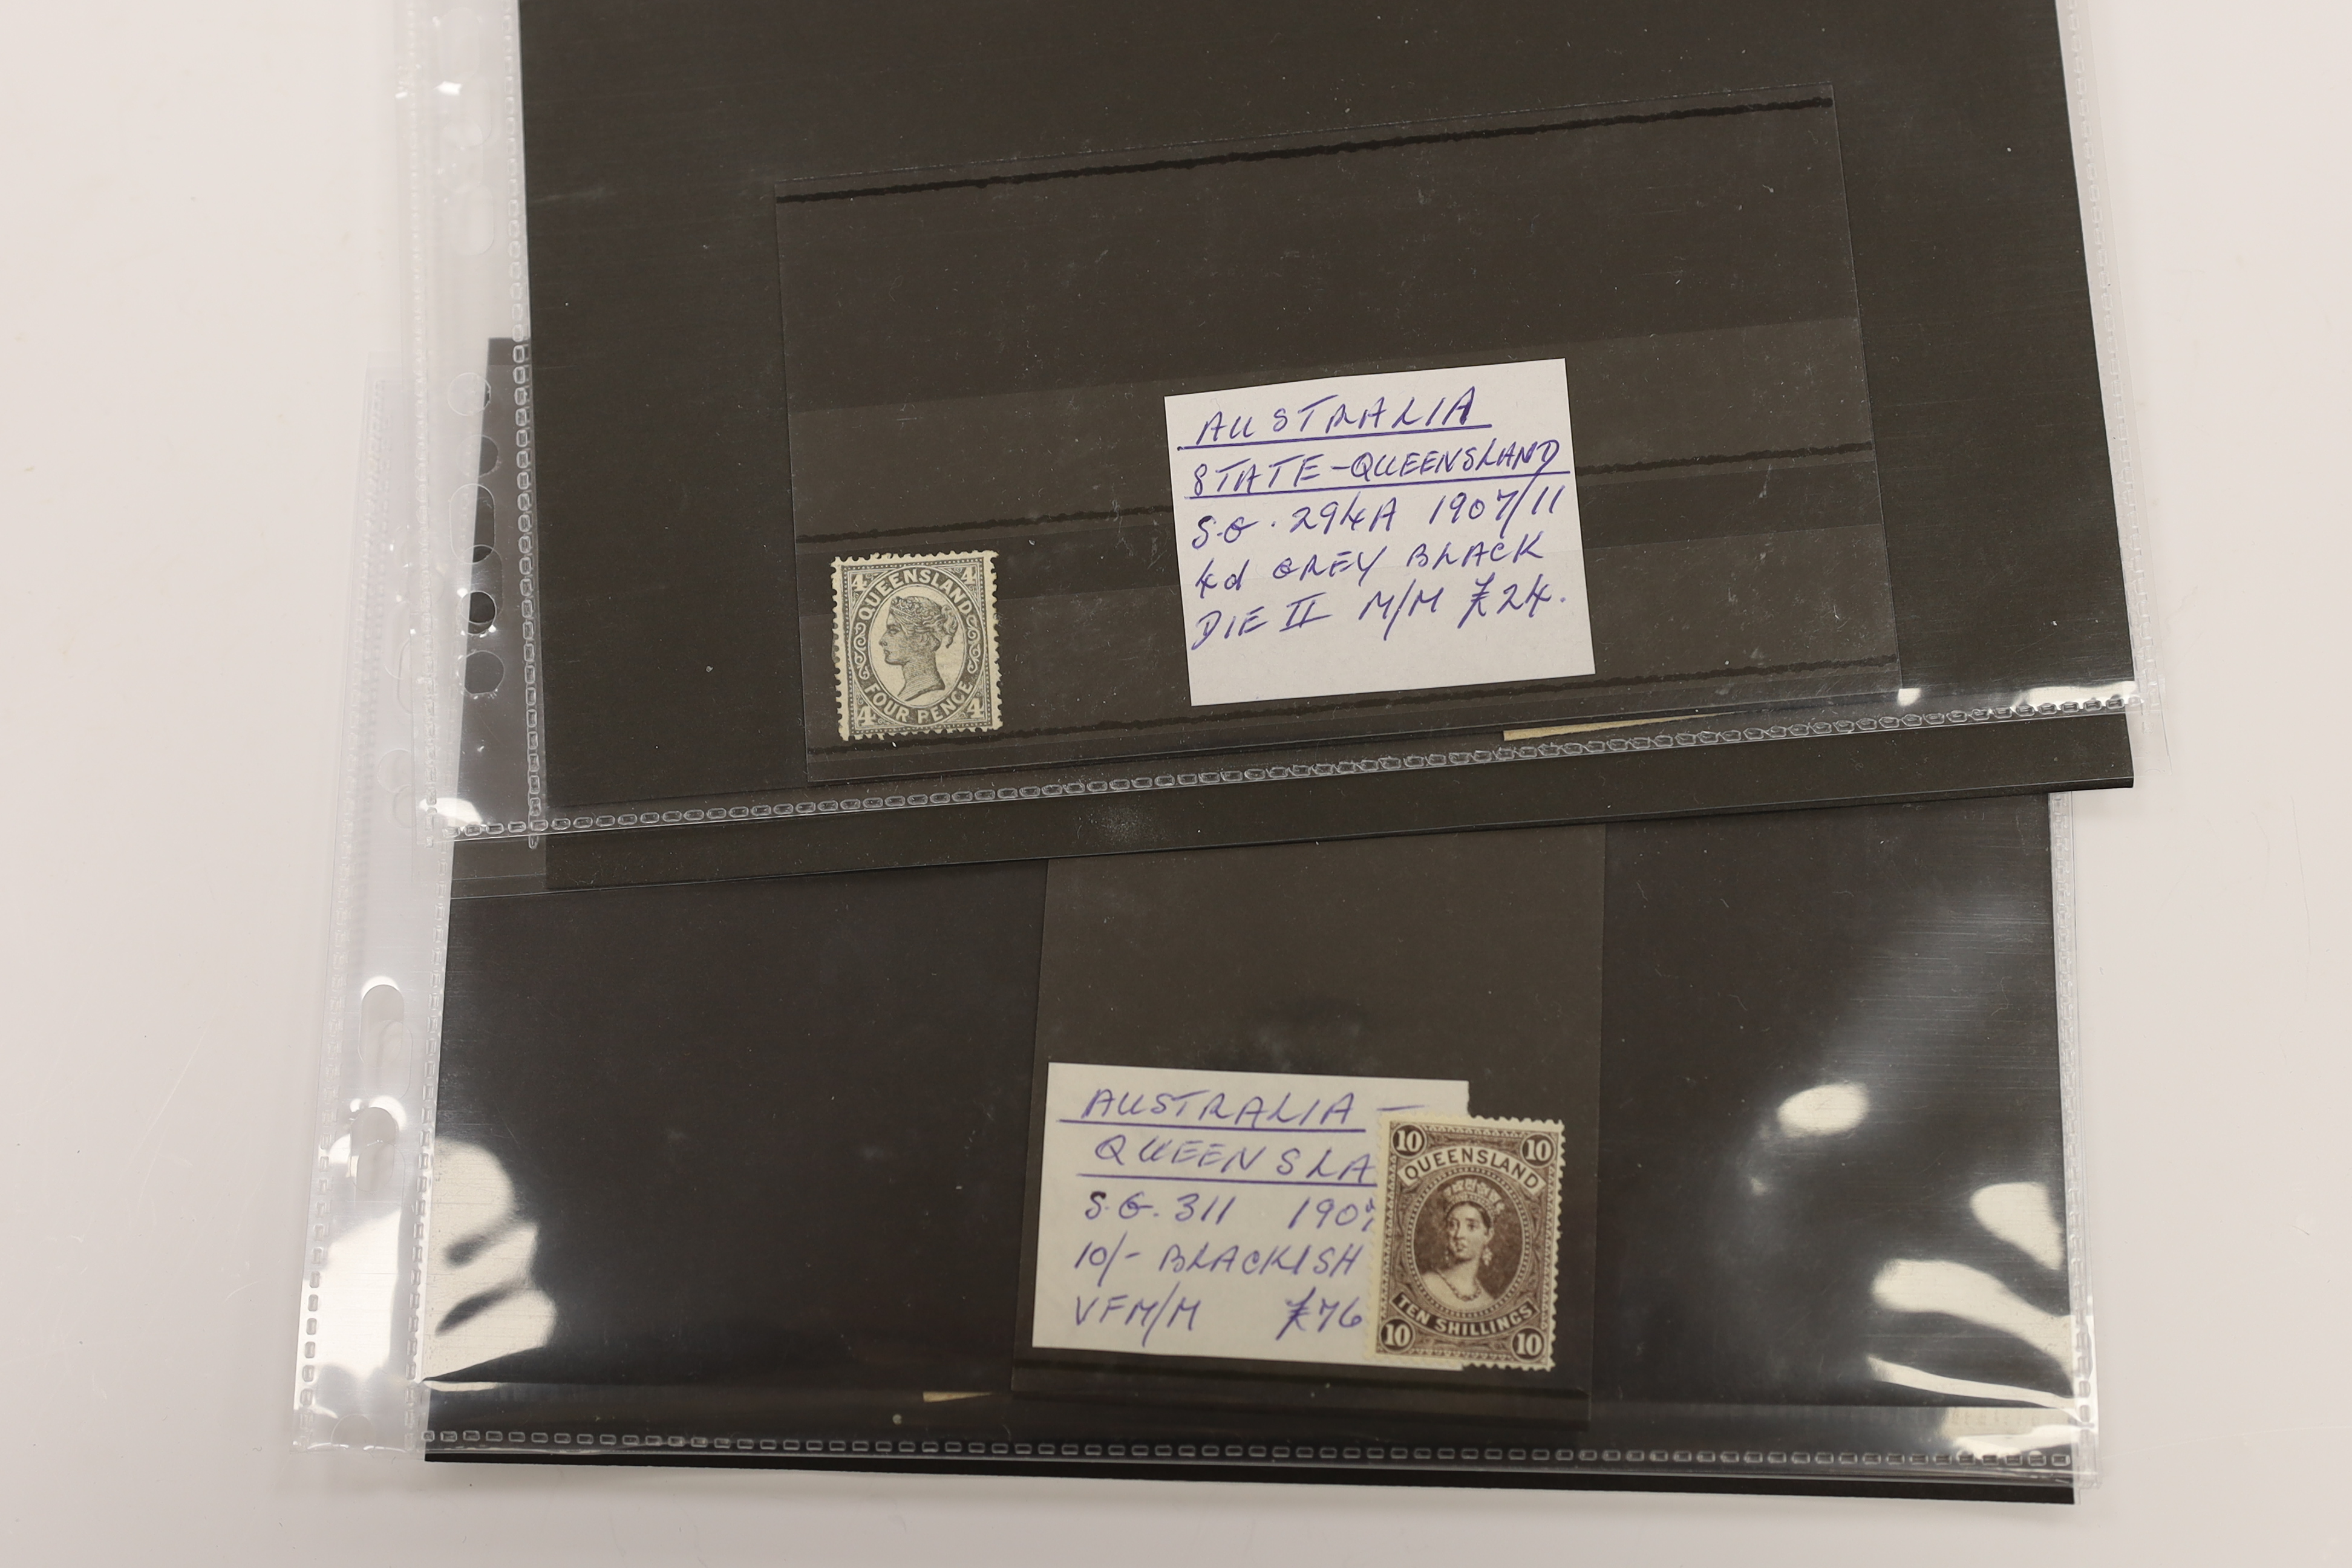 AUSTRALIA
STATE-QUEENSLAND
S.G. 294A 1907/11
4d GREY BLACK
DIE II M/M £24.
4 4
QUEENSLAND
FOUR PENCE
4 4
AUSTRALIA -
QUEENSLA
S.G. 311 190
10/- BLACKISH
VFM/M £76
10 10
QUEENSLAND
TEN SHILLINGS
10 10